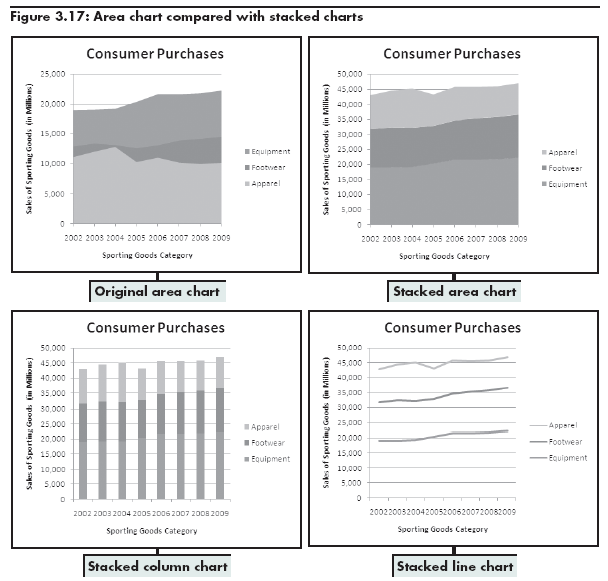 Figure 3.17: Area chart compared with stacked charts
Consumer Purchases
Sales of Sporting Goods (in Millions)
25,000
20,000
15,000
10,000
5,000
0
2002 2003 2004 2005 2006 2007 2008 2009
Sporting Goods Category
Equipment
Footwear
Apparel
Original area chart
Consumer Purchases
Sales of Sporting Goods (in Millions)
50,000
45,000
40,000
35,000
30,000
25,000
20,000
15,000
10,000
5,000
0
2002 2003 2004 2005 2006 2007 2008 2009
Sporting Goods Category
Apparel
Footwear
Equipment
Stacked area chart
Consumer Purchases
Sales of Sporting Goods (in Millions)
50,000
45,000
40,000
35,000
30,000
25,000
20,000
15,000
10,000
5,000
0
2002 2003 2004 2005 2006 2007 2008 2009
Sporting Goods Category
Apparel
Footwear
Equipment
Stacked column chart
Consumer Purchases
Sales of Sporting Goods (in Millions)
50,000
45,000
40,000
35,000
30,000
25,000
20,000
15,000
10,000
5,000
0
20022003200420052006200720082009
Sporting Goods Category
Apparel
Footwear
Equipment
Stacked line chart